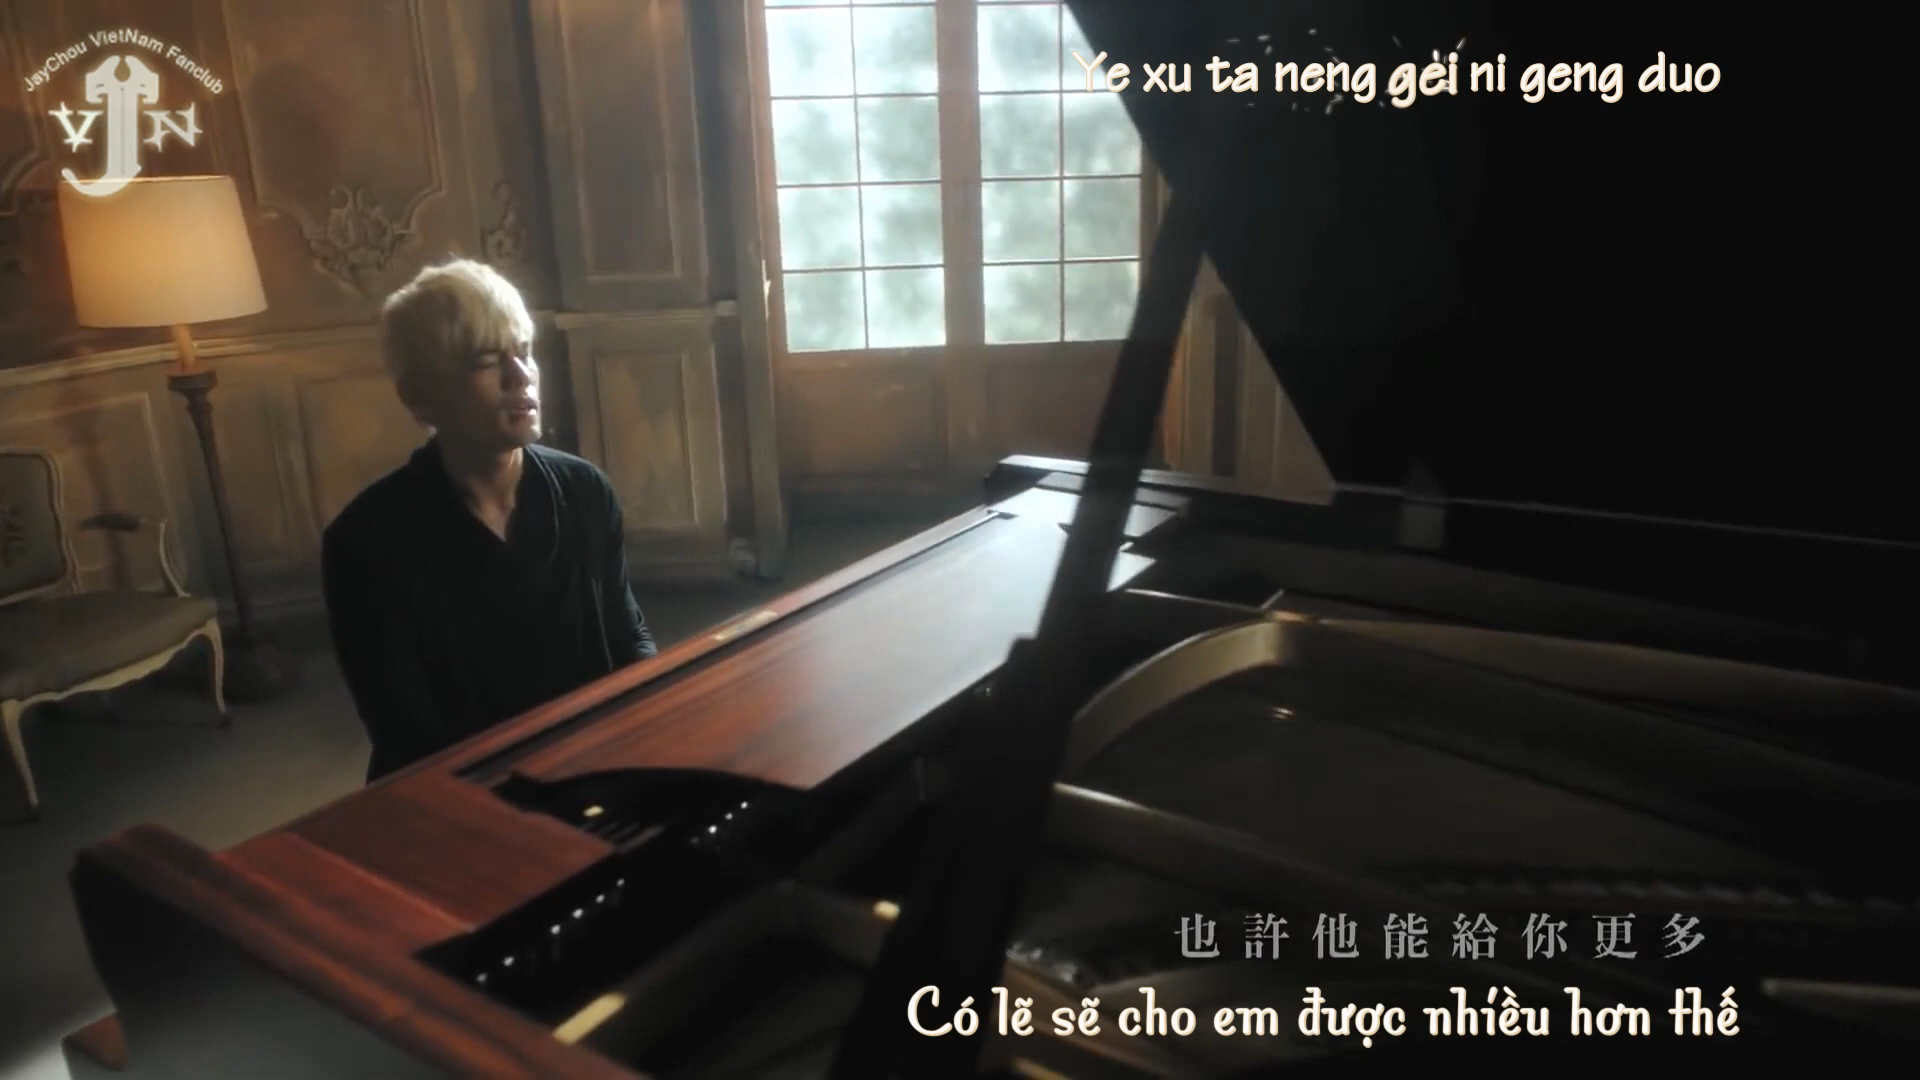 JayChou VietNam Fanclub
VJN
Ye xu ta neng gei ni geng duo
也許他能給你更多
Có lẽ sẽ cho em được nhiều hơn thế